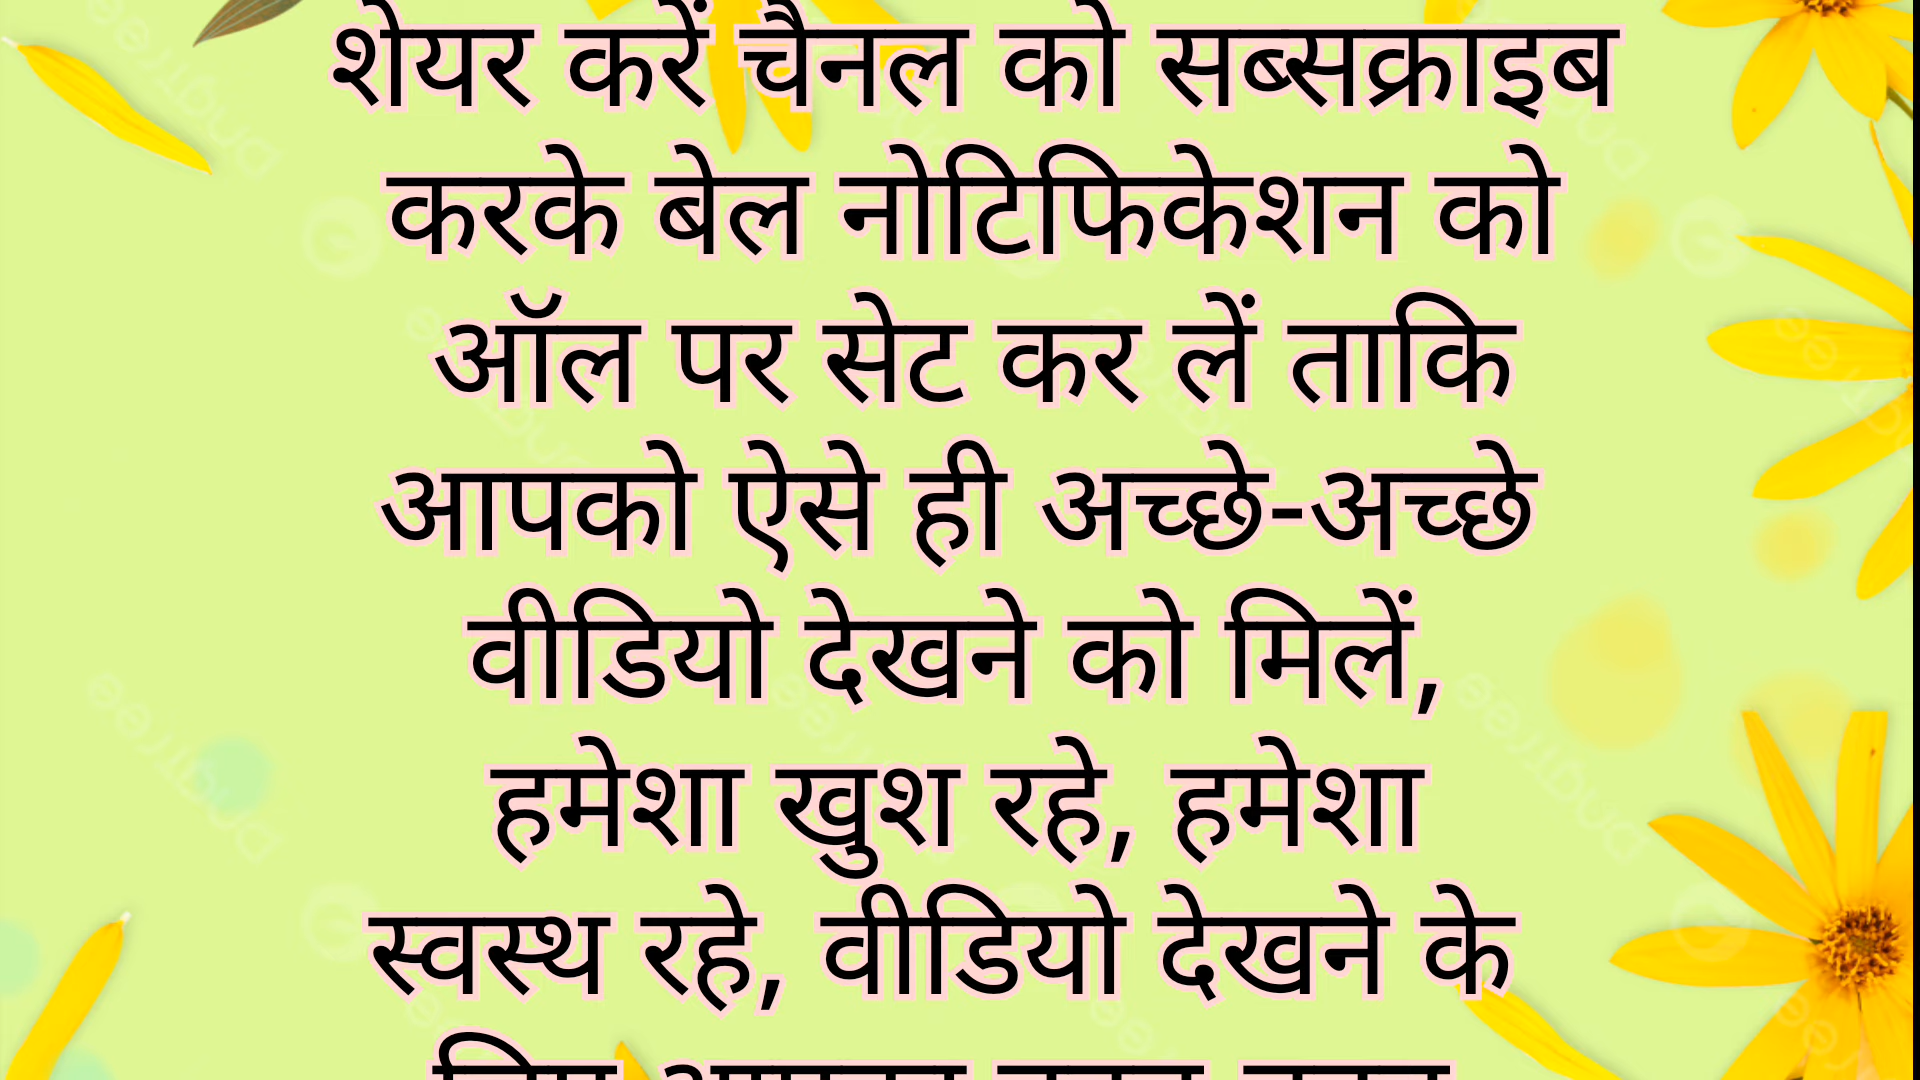 शेयर करें चैनल को सब्सक्राइब
करके बेल नोटिफिकेशन को
ऑल पर सेट कर लें ताकि
आपको ऐसे ही अच्छे-अच्छे
वीडियो देखने को मिलें,
हमेशा खुश रहे, हमेशा
स्वस्थ रहे, वीडियो देखने के